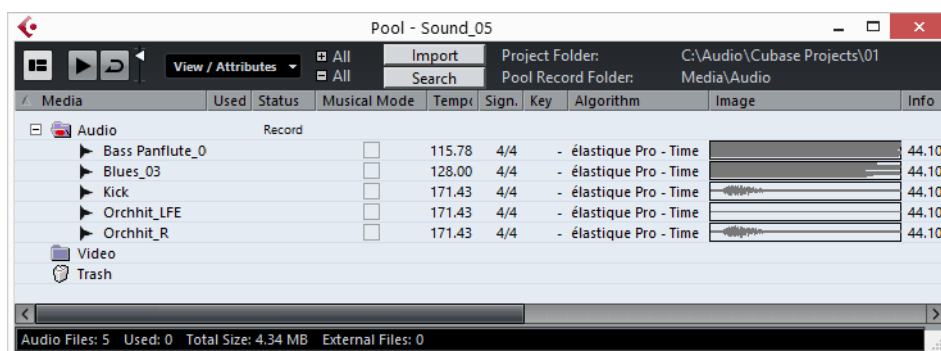 Pool - Sound_05
View / Attributes All Import Project Folder: C:\Audio\Cubase Projects\01
All Search Pool Record Folder: Media\Audio
Media Used Status Musical Mode Tempo Sign. Key Algorithm Image Info
Audio Record
Bass Panflute_0 115.78 4/4 - élastique Pro - Time 44.10
Blues_03 128.00 4/4 - élastique Pro - Time 44.10
Kick 171.43 4/4 - élastique Pro - Time 44.10
Orchhit_LFE 171.43 4/4 - élastique Pro - Time 44.10
Orchhit_R 171.43 4/4 - élastique Pro - Time 44.10
Video
Trash
Audio Files: 5 Used: 0 Total Size: 4.34 MB External Files: 0